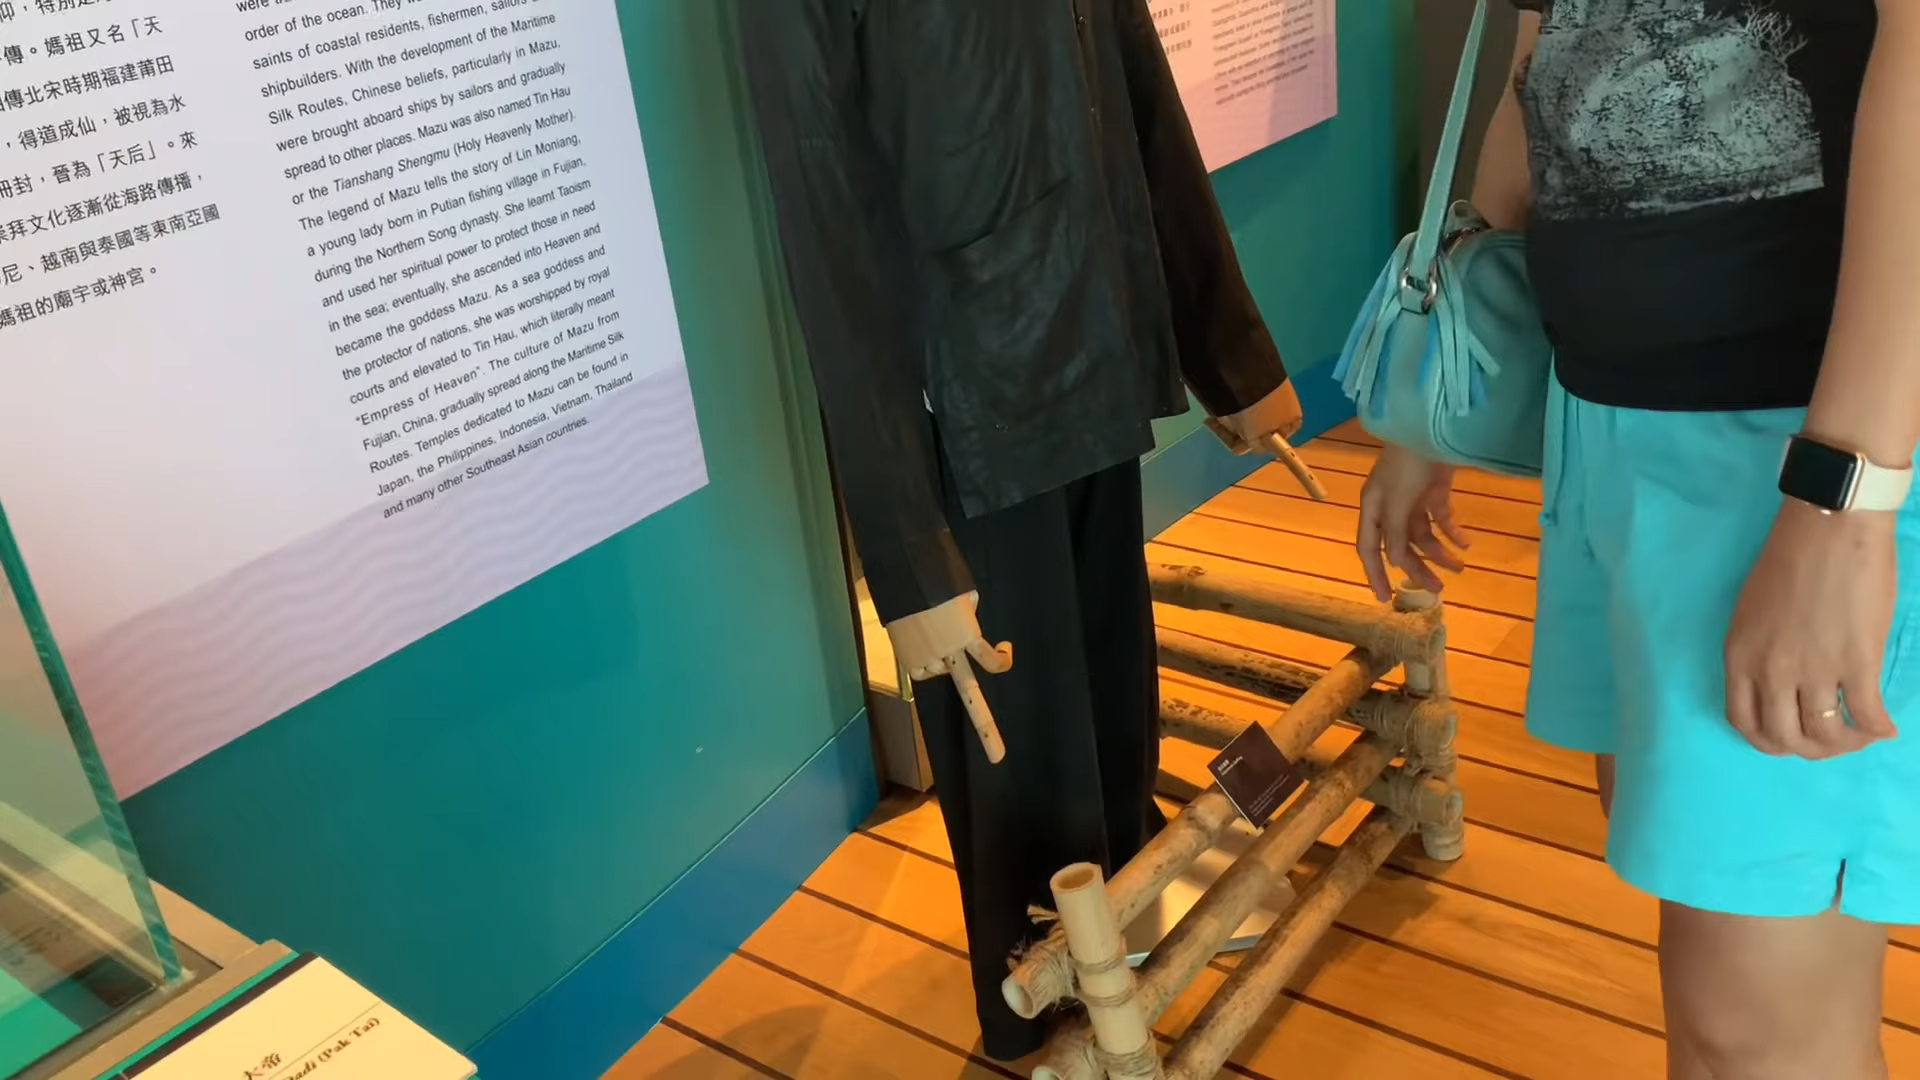 仰，特別是
傳。媽祖又名「天
傳北宋時期福建莆田
，得道成仙，被視為水
冊封，晉為「天后」。來
崇拜文化逐漸從海路傳播，
尼、越南與泰國等東南亞國
媽祖的廟宇或神宮。
were
order of the ocean. They
saints of coastal residents, fishermen, sailors
shipbuilders. With the development of the Maritime
Silk Routes, Chinese beliefs, particularly in Mazu,
were brought aboard ships by sailors and gradually
spread to other places. Mazu was also named Tin Hau
or the Tianshang Shengmu (Holy Heavenly Mother).
The legend of Mazu tells the story of Lin Moniang,
a young lady born in Putian fishing village in Fujian,
during the Northern Song dynasty. She learnt Taoism
and used her spiritual power to protect those in need
in the sea; eventually, she ascended into Heaven and
became the goddess Mazu. As a sea goddess and
the protector of nations, she was worshipped by royal
courts and elevated to Tin Hau, which literally meant
“Empress of Heaven”. The culture of Mazu from
Fujian, China, gradually spread along the Maritime Silk
Routes. Temples dedicated to Mazu can be found in
Japan, the Philippines, Indonesia, Vietnam, Thailand
and many other Southeast Asian countries.
大帝
Dadi (Pak Tai)